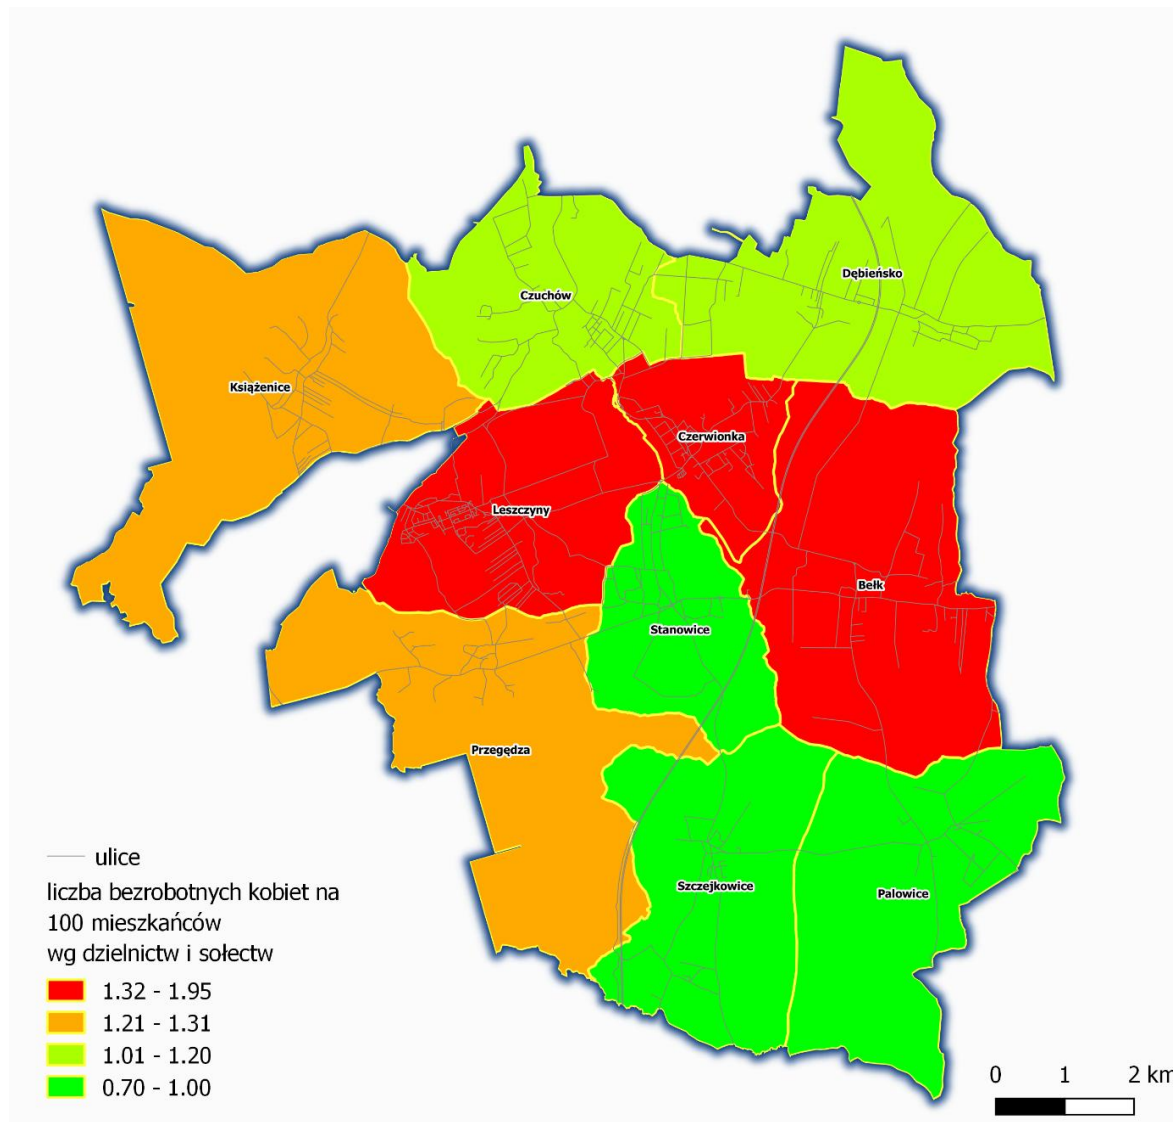 Dębieńsko
Czuchów
Książenice
Czerwionka
Leszczyny
Bełk
Stanowice
Przegędza
Szczejkowice
Palowice
ulice
liczba bezrobotnych kobiet na
100 mieszkańców
wg dzielnictw i sołectw
1.32 - 1.95
1.21 - 1.31
1.01 - 1.20
0.70 - 1.00
0 1 2 km